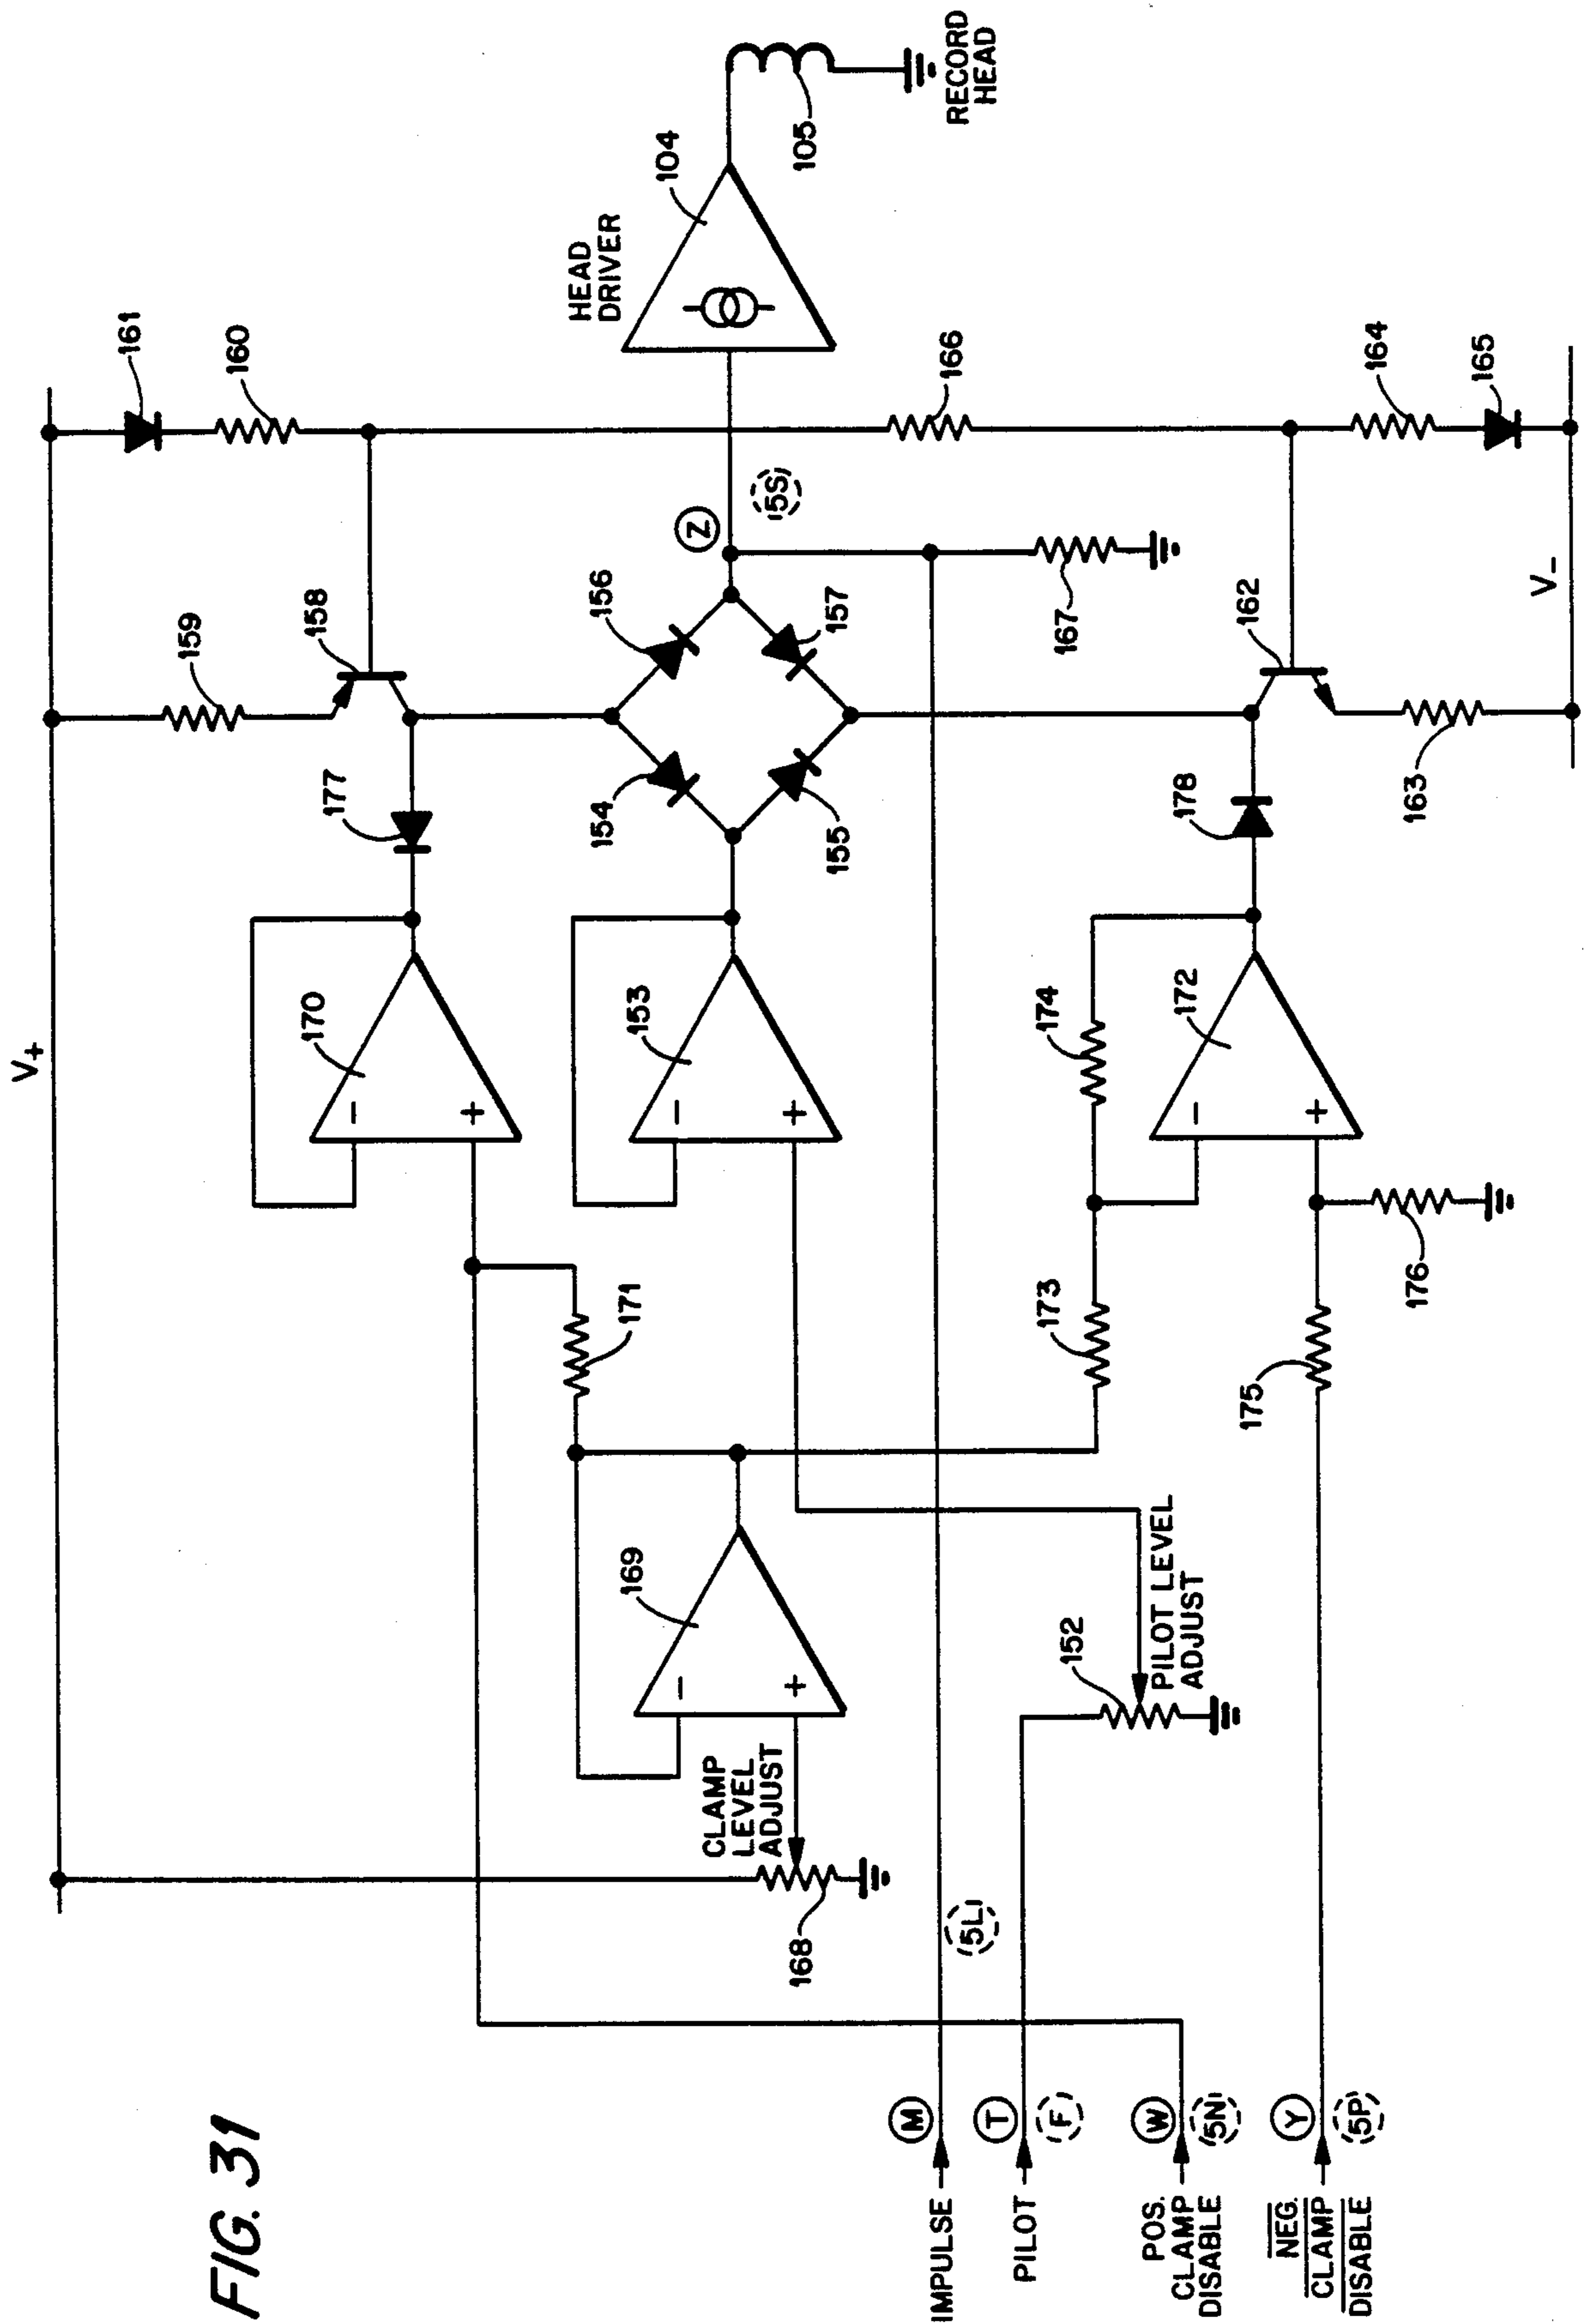 FIG. 31
V+
161
160
159
158
177
170
171
153
154
155
156
157
Z
(5S)
HEAD
DRIVER
104
105
RECORD
HEAD
166
167
169
CLAMP
LEVEL
ADJUST
168
(5L)
152
PILOT LEVEL
ADJUST
173
174
172
175
176
178
162
163
164
165
V-
IMPULSE
M
PILOT
T
(F)
POS.
CLAMP
DISABLE
W
(5N)
NEG.
CLAMP
DISABLE
Y
(5P)
-
+
-
+
-
+
-
+